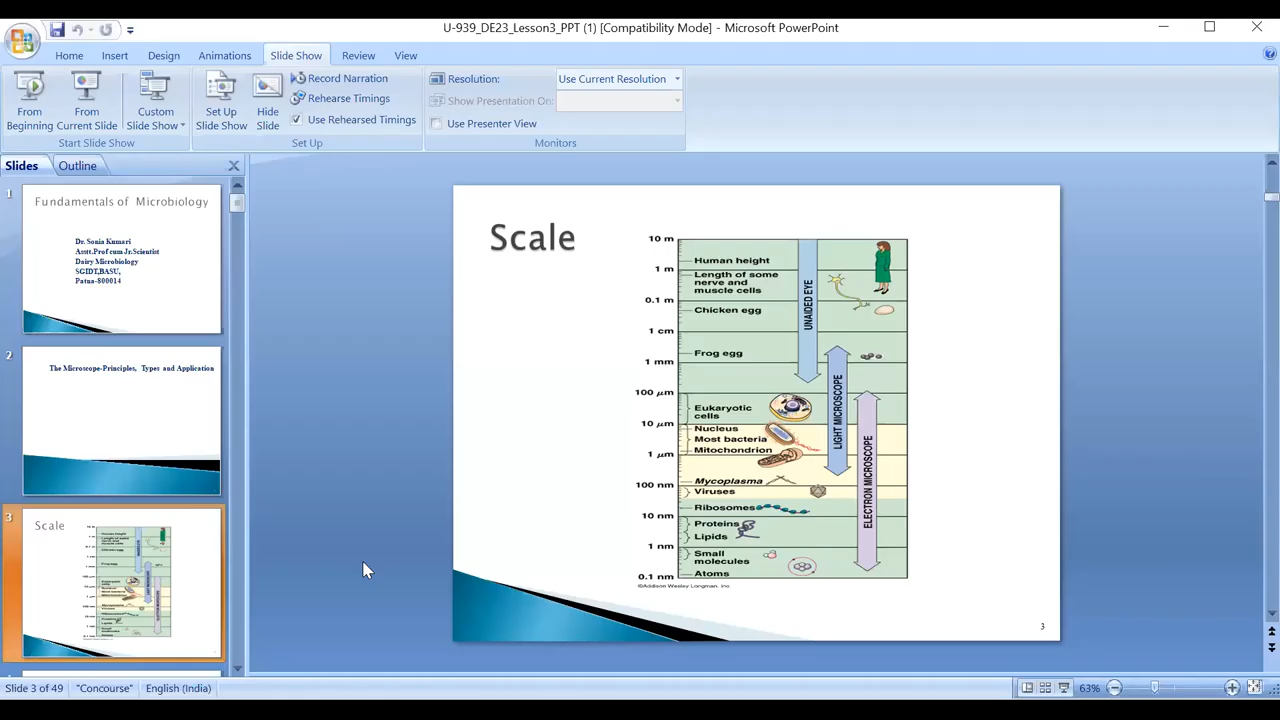 U-939_DE23_Lesson3_PPT (1) [Compatibility Mode] - Microsoft PowerPoint
Home Insert Design Animations Slide Show Review View
From Beginning
From Current Slide
Custom Slide Show
Start Slide Show
Set Up Slide Show
Hide Slide
Record Narration
Rehearse Timings
Use Rehearsed Timings
Set Up
Resolution: Use Current Resolution
Show Presentation On:
Use Presenter View
Monitors
Slides Outline
1
Fundamentals of Microbiology
Dr. Sonia Kumari
Asstt.Prof cum Jr.Scientist
Dairy Microbiology
SGIDT,BASU,
Patna-800014
2
The Microscope-Principles, Types and Application
3
Scale
Scale
10 m
Human height
1 m
Length of some
nerve and
muscle cells
0.1 m
Chicken egg
1 cm
Frog egg
1 mm
100 µm
Eukaryotic
cells
10 µm
Nucleus
Most bacteria
Mitochondrion
1 µm
Mycoplasma
100 nm
Viruses
Ribosomes
10 nm
Proteins
Lipids
1 nm
Small
molecules
Atoms
0.1 nm
UNAIDED EYE
LIGHT MICROSCOPE
ELECTRON MICROSCOPE
©Addison Wesley Longman, Inc
3
Slide 3 of 49 "Concourse" English (India) 63%